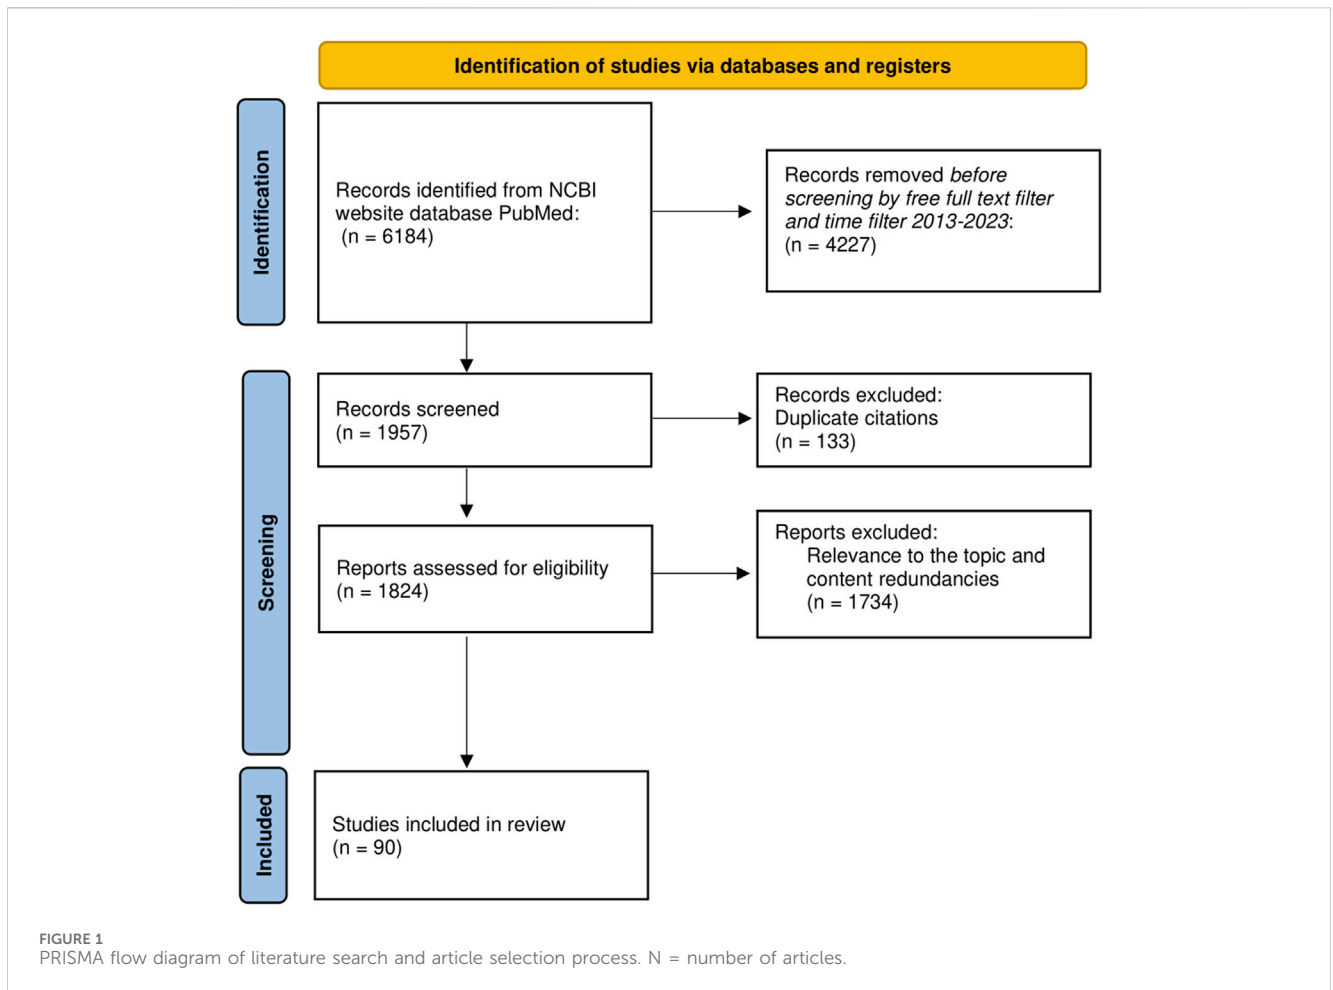 Identification of studies via databases and registers
Identification
Records identified from NCBI
website database PubMed:
(n = 6184)
Records removed before
screening by free full text filter
and time filter 2013-2023:
(n = 4227)
Screening
Records screened
(n = 1957)
Records excluded:
Duplicate citations
(n = 133)
Reports assessed for eligibility
(n = 1824)
Reports excluded:
Relevance to the topic and
content redundancies
(n = 1734)
Included
Studies included in review
(n = 90)
FIGURE 1
PRISMA flow diagram of literature search and article selection process. N = number of articles.